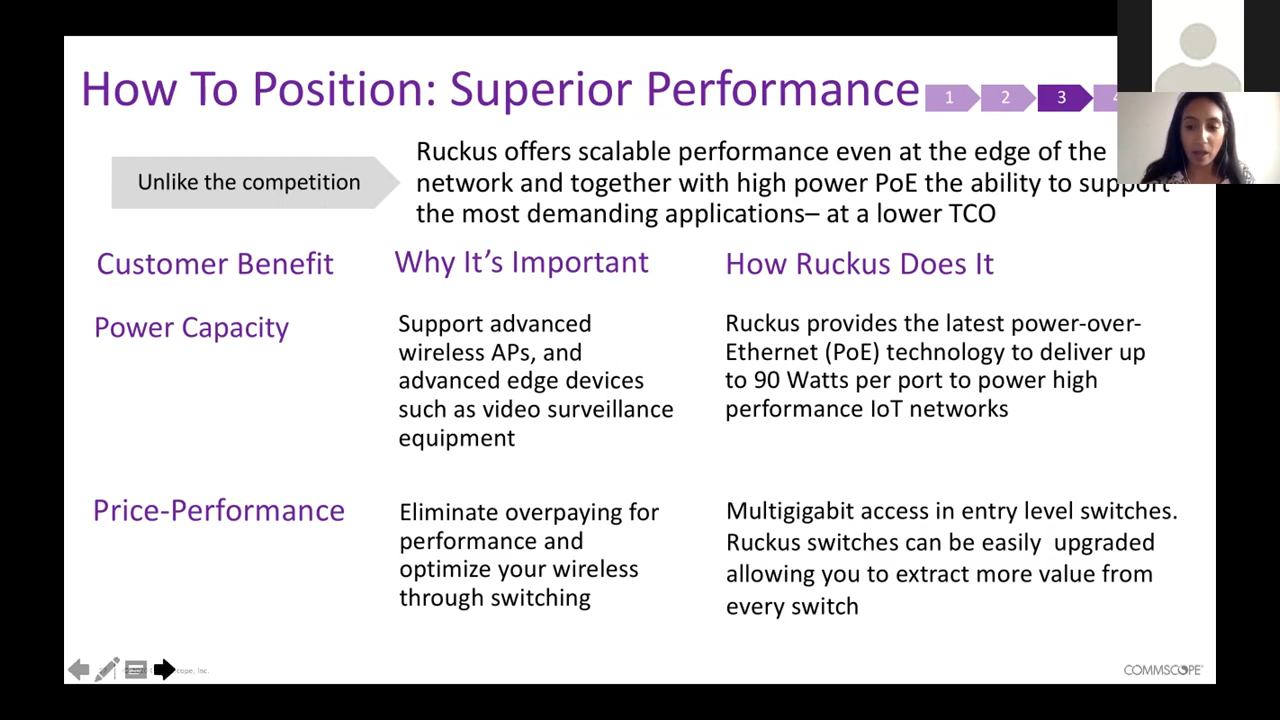 How To Position: Superior Performance
1 2 3 4
Unlike the competition
Ruckus offers scalable performance even at the edge of the
network and together with high power PoE the ability to support
the most demanding applications– at a lower TCO
Customer Benefit
Why It's Important
How Ruckus Does It
Power Capacity
Support advanced
wireless APs, and
advanced edge devices
such as video surveillance
equipment
Ruckus provides the latest power-over-
Ethernet (PoE) technology to deliver up
to 90 Watts per port to power high
performance IoT networks
Price-Performance
Eliminate overpaying for
performance and
optimize your wireless
through switching
Multigigabit access in entry level switches.
Ruckus switches can be easily  upgraded
allowing you to extract more value from
every switch
Inc.
COMMSCOPE